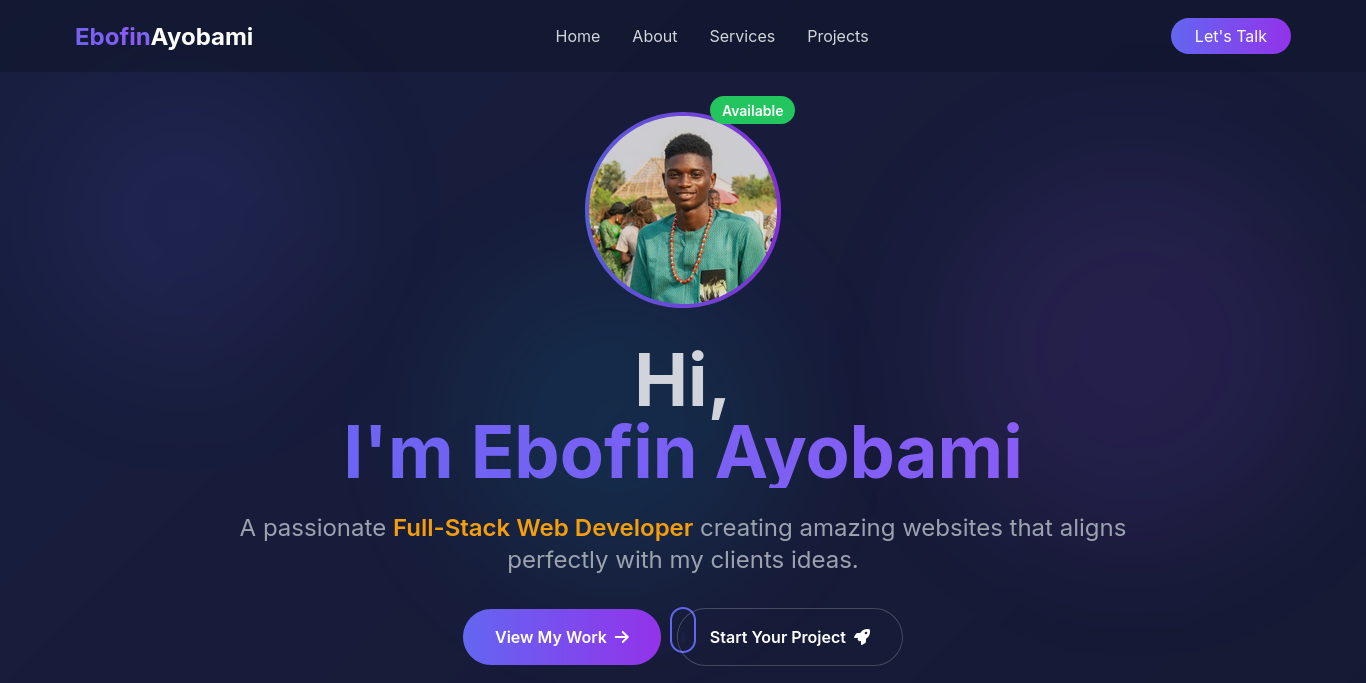 EbofinAyobami
Home
About
Services
Projects
Let's Talk
Available
Hi,
I'm Ebofin Ayobami
A passionate Full-Stack Web Developer creating amazing websites that aligns
perfectly with my clients ideas.
View My Work
Start Your Project